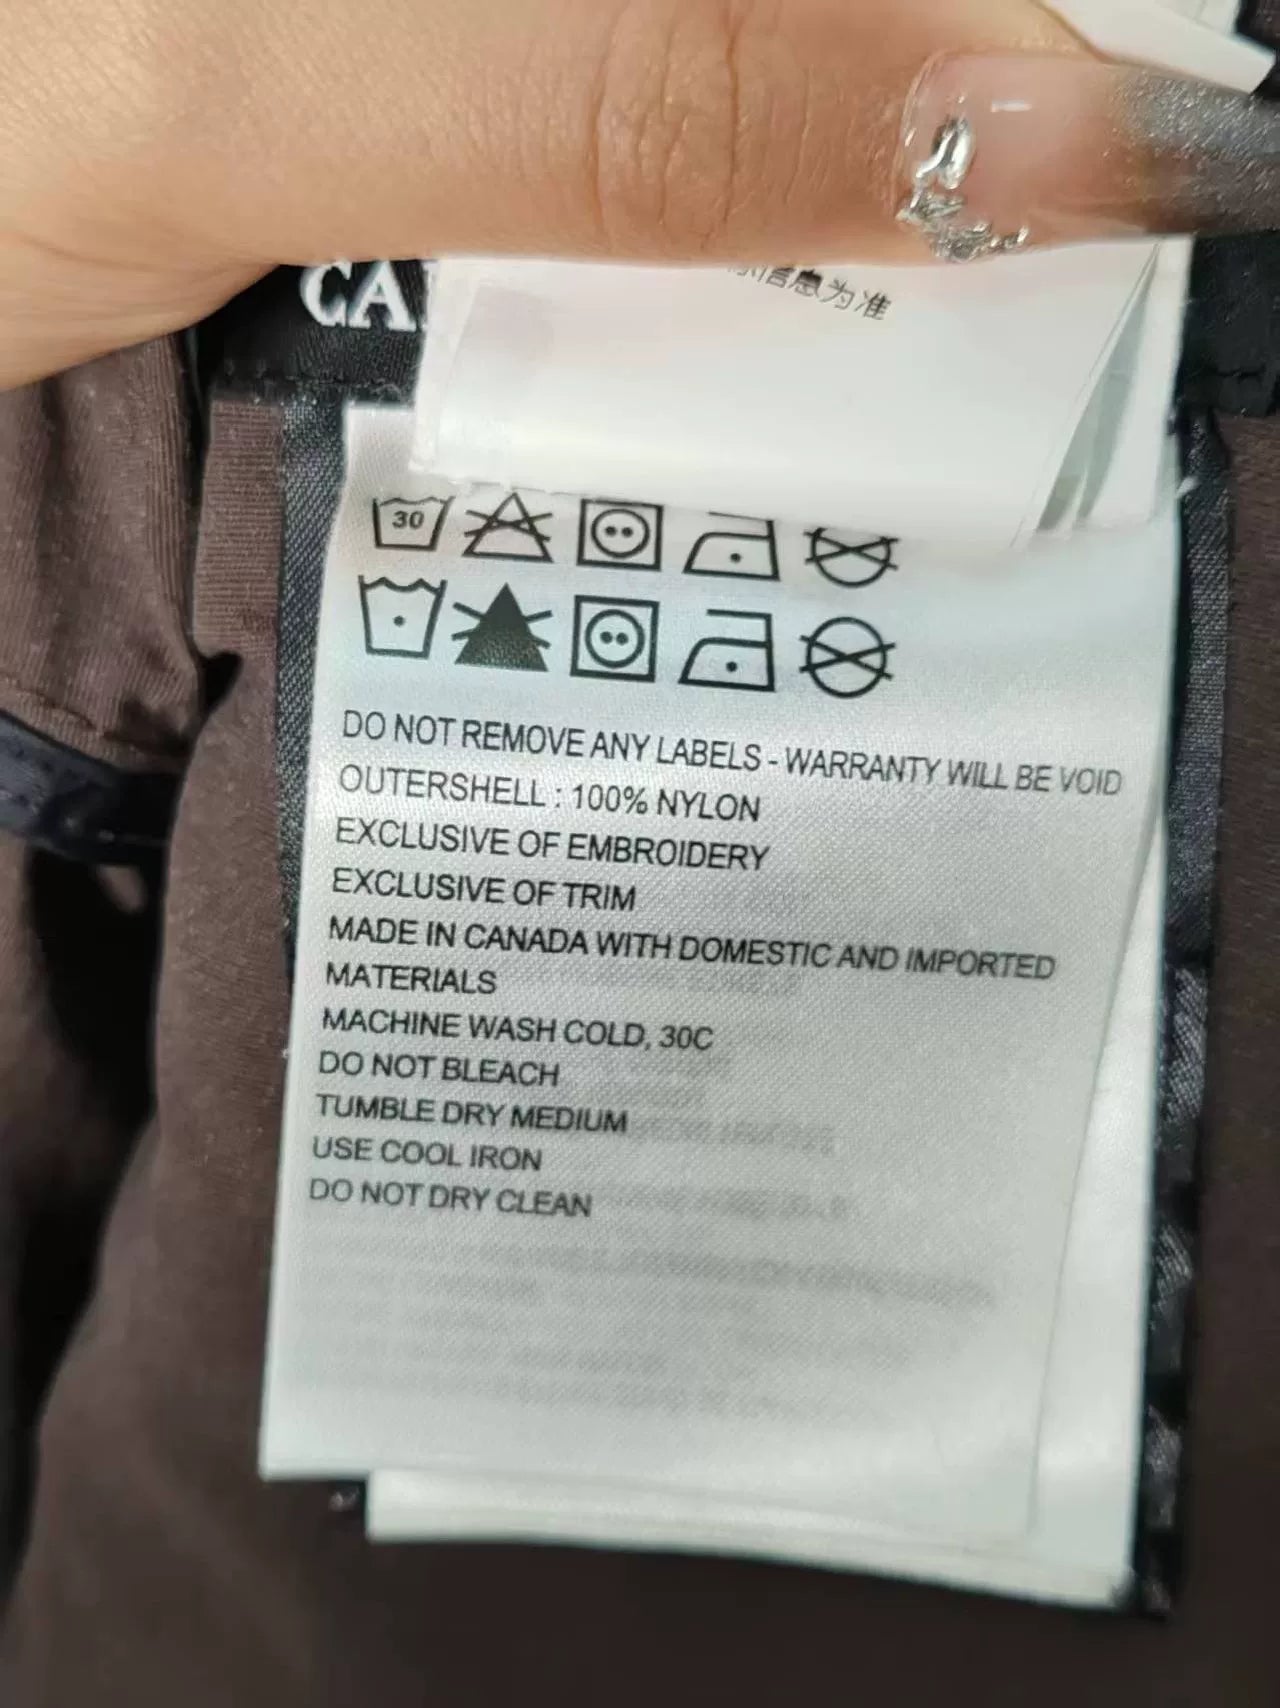 CA
信息为准
30
DO NOT REMOVE ANY LABELS - WARRANTY WILL BE VOID
OUTERSHELL : 100% NYLON
EXCLUSIVE OF EMBROIDERY
EXCLUSIVE OF TRIM
MADE IN CANADA WITH DOMESTIC AND IMPORTED
MATERIALS
MACHINE WASH COLD, 30C
DO NOT BLEACH
TUMBLE DRY MEDIUM
USE COOL IRON
DO NOT DRY CLEAN